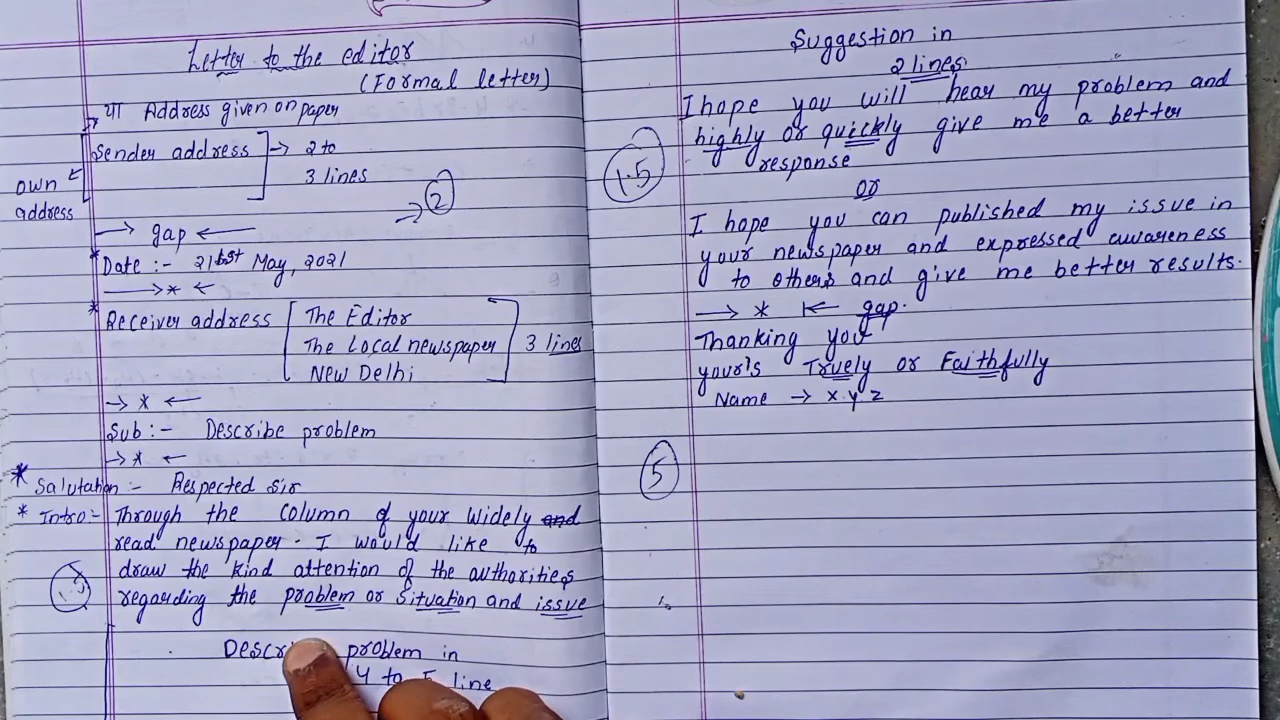 Letter to the editor
(Formal letter)
या Address given on paper
Sender address → 2 to
3 lines
own
address
→ 2
→ gap ←
* Date :- 21st May, 2021
→ * ←
* Receiver address
The Editor
The Local newspaper
New Delhi
3 lines
→ * ←
Sub :- Describe problem
→ * ←
* Salutation :- Respected Sir
* Intro :- Through the column of your widely and
read newspaper. I would like to
draw the kind attention of the authorities
regarding the problem or Situation and issue
problem in
4 to
line
Suggestion in
2 lines
I hope you will hear my problem and
highly or quickly give me a better
response
1.5
or
I hope you can published my issue in
your newspaper and expressed awareness
to others and give me better results.
→ * ← gap.
Thanking you
your's Truely or Faithfully
Name → x.y z
5